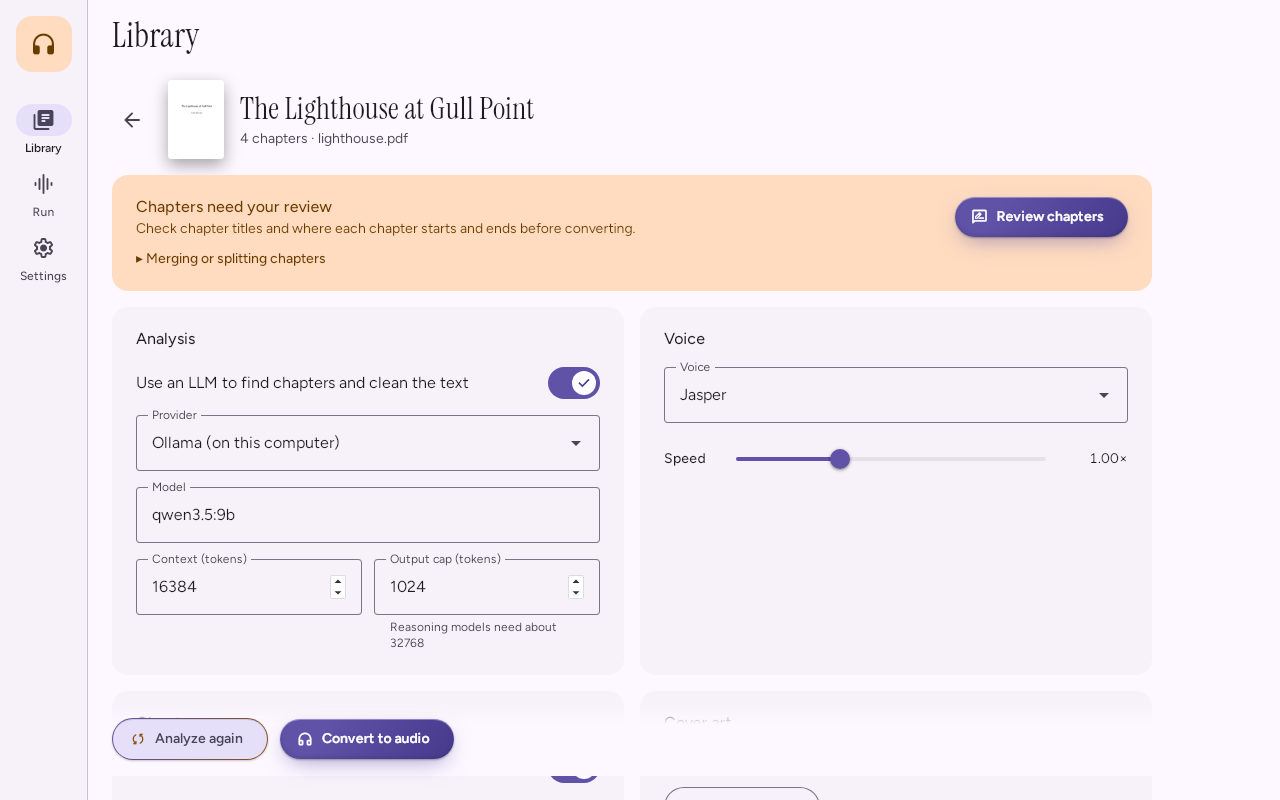 Library
Library
Run
Settings
The Lighthouse at Gull Point
4 chapters · lighthouse.pdf
Chapters need your review
Check chapter titles and where each chapter starts and ends before converting.
▸ Merging or splitting chapters
Review chapters
Analysis
Use an LLM to find chapters and clean the text
Provider
Ollama (on this computer)
Model
qwen3.5:9b
Context (tokens)
16384
Output cap (tokens)
1024
Reasoning models need about
32768
Voice
Voice
Jasper
Speed
1.00×
Cover art
Analyze again
Convert to audio